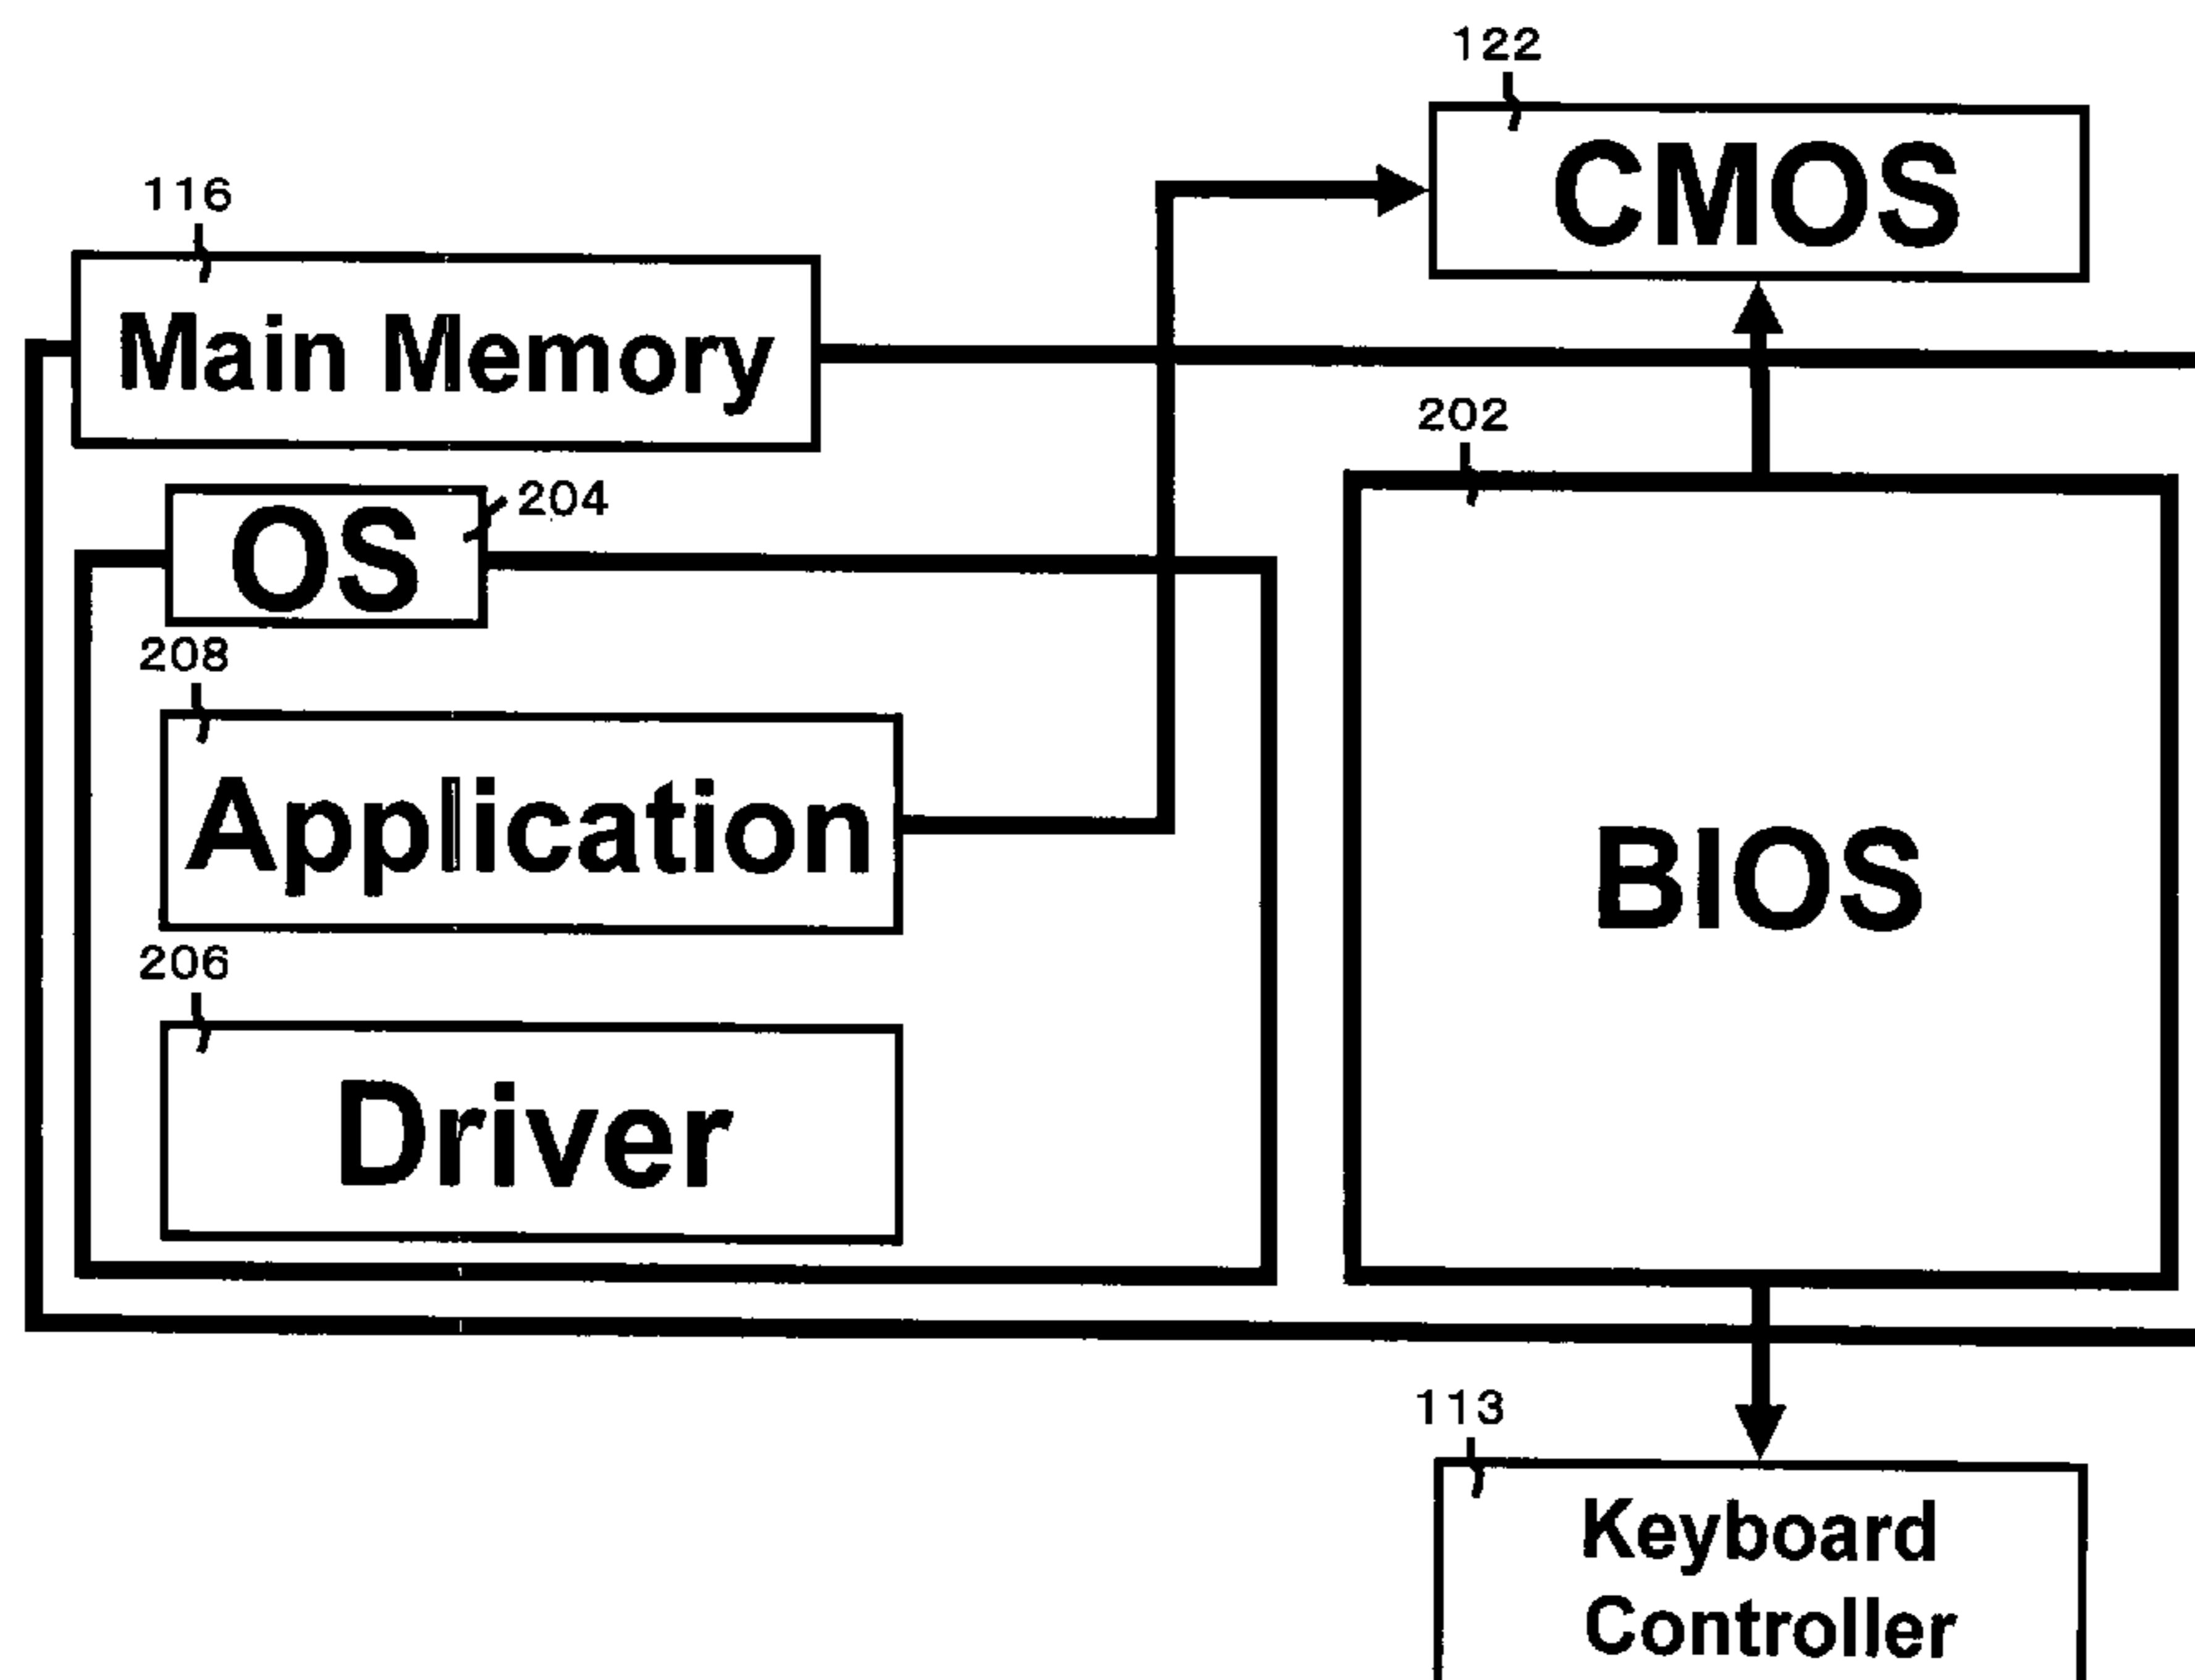 122
CMOS
116
Main Memory
202
204
OS
208
Application
BIOS
206
Driver
113
Keyboard
Controller